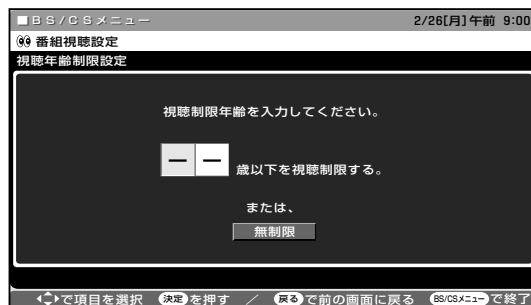 ■BS/CSメニュー 2/26[月]午前 9:00
番組視聴設定
視聴年齢制限設定
視聴制限年齢を入力してください。
－－ 歳以下を視聴制限する。
または、
無制限
で項目を選択 決定を押す ／ 戻るで前の画面に戻る BS/CSメニューで終了